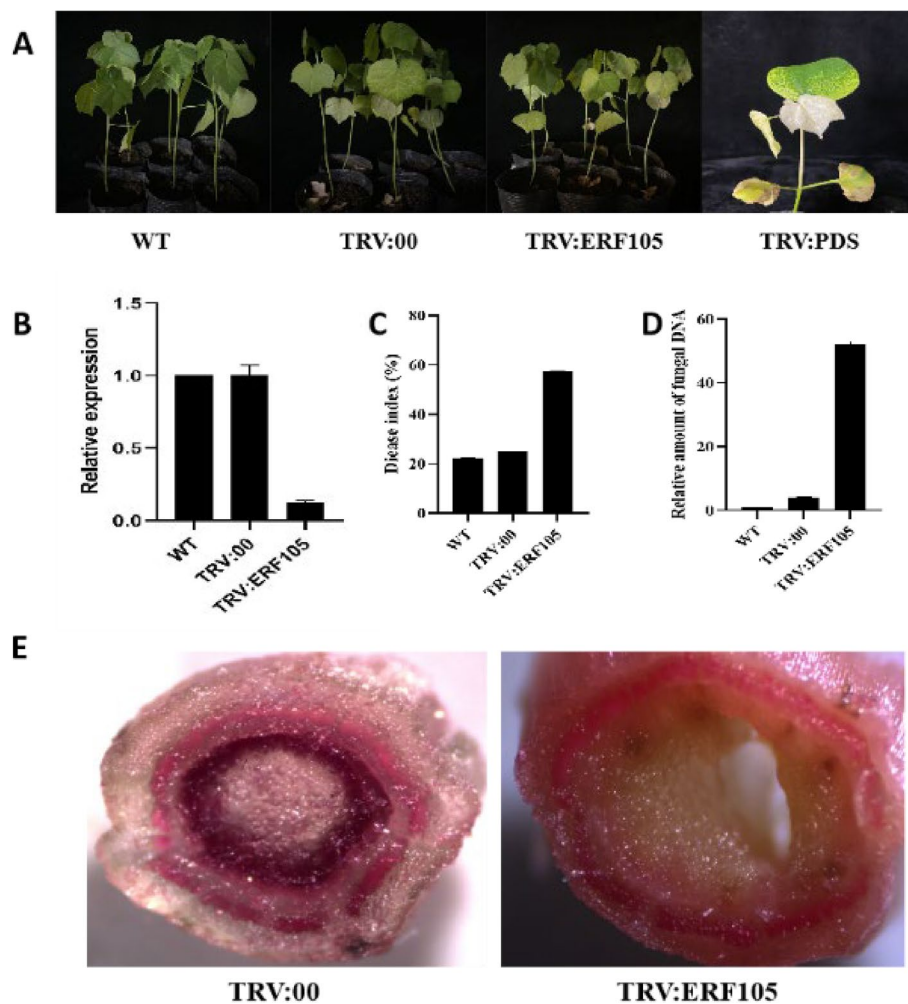 A
WT
TRV:00
TRV:ERF105
TRV:PDS
B
Relative expression
1.5
1.0
0.5
0.0
WT
TRV:00
TRV:ERF105
C
Diease index (%)
80
60
40
20
0
WT
TRV:00
TRV:ERF105
D
Relative amount of fungal DNA
60
40
20
0
WT
TRV:00
TRV:ERF105
E
TRV:00
TRV:ERF105